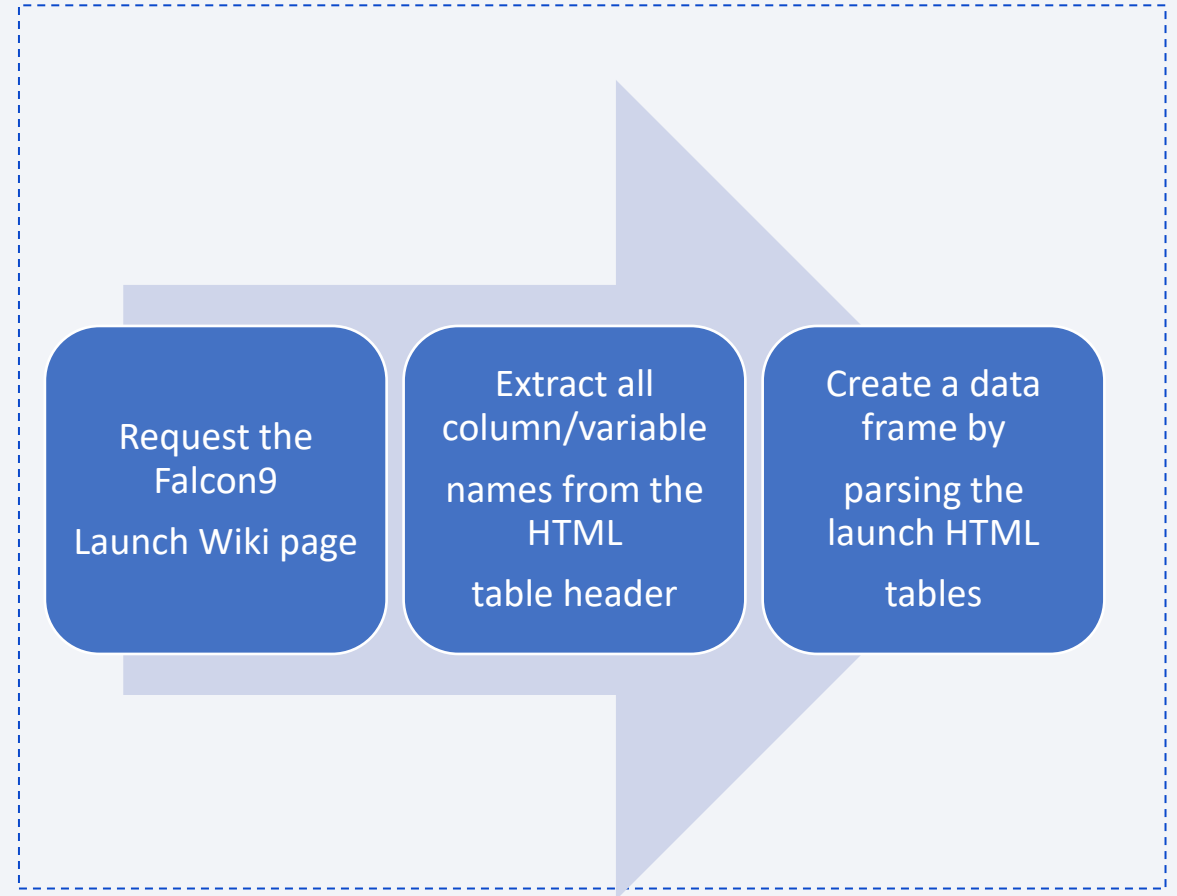 Request the
Falcon9
Launch Wiki page
Extract all
column/variable
names from the
HTML
table header
Create a data
frame by
parsing the
launch HTML
tables